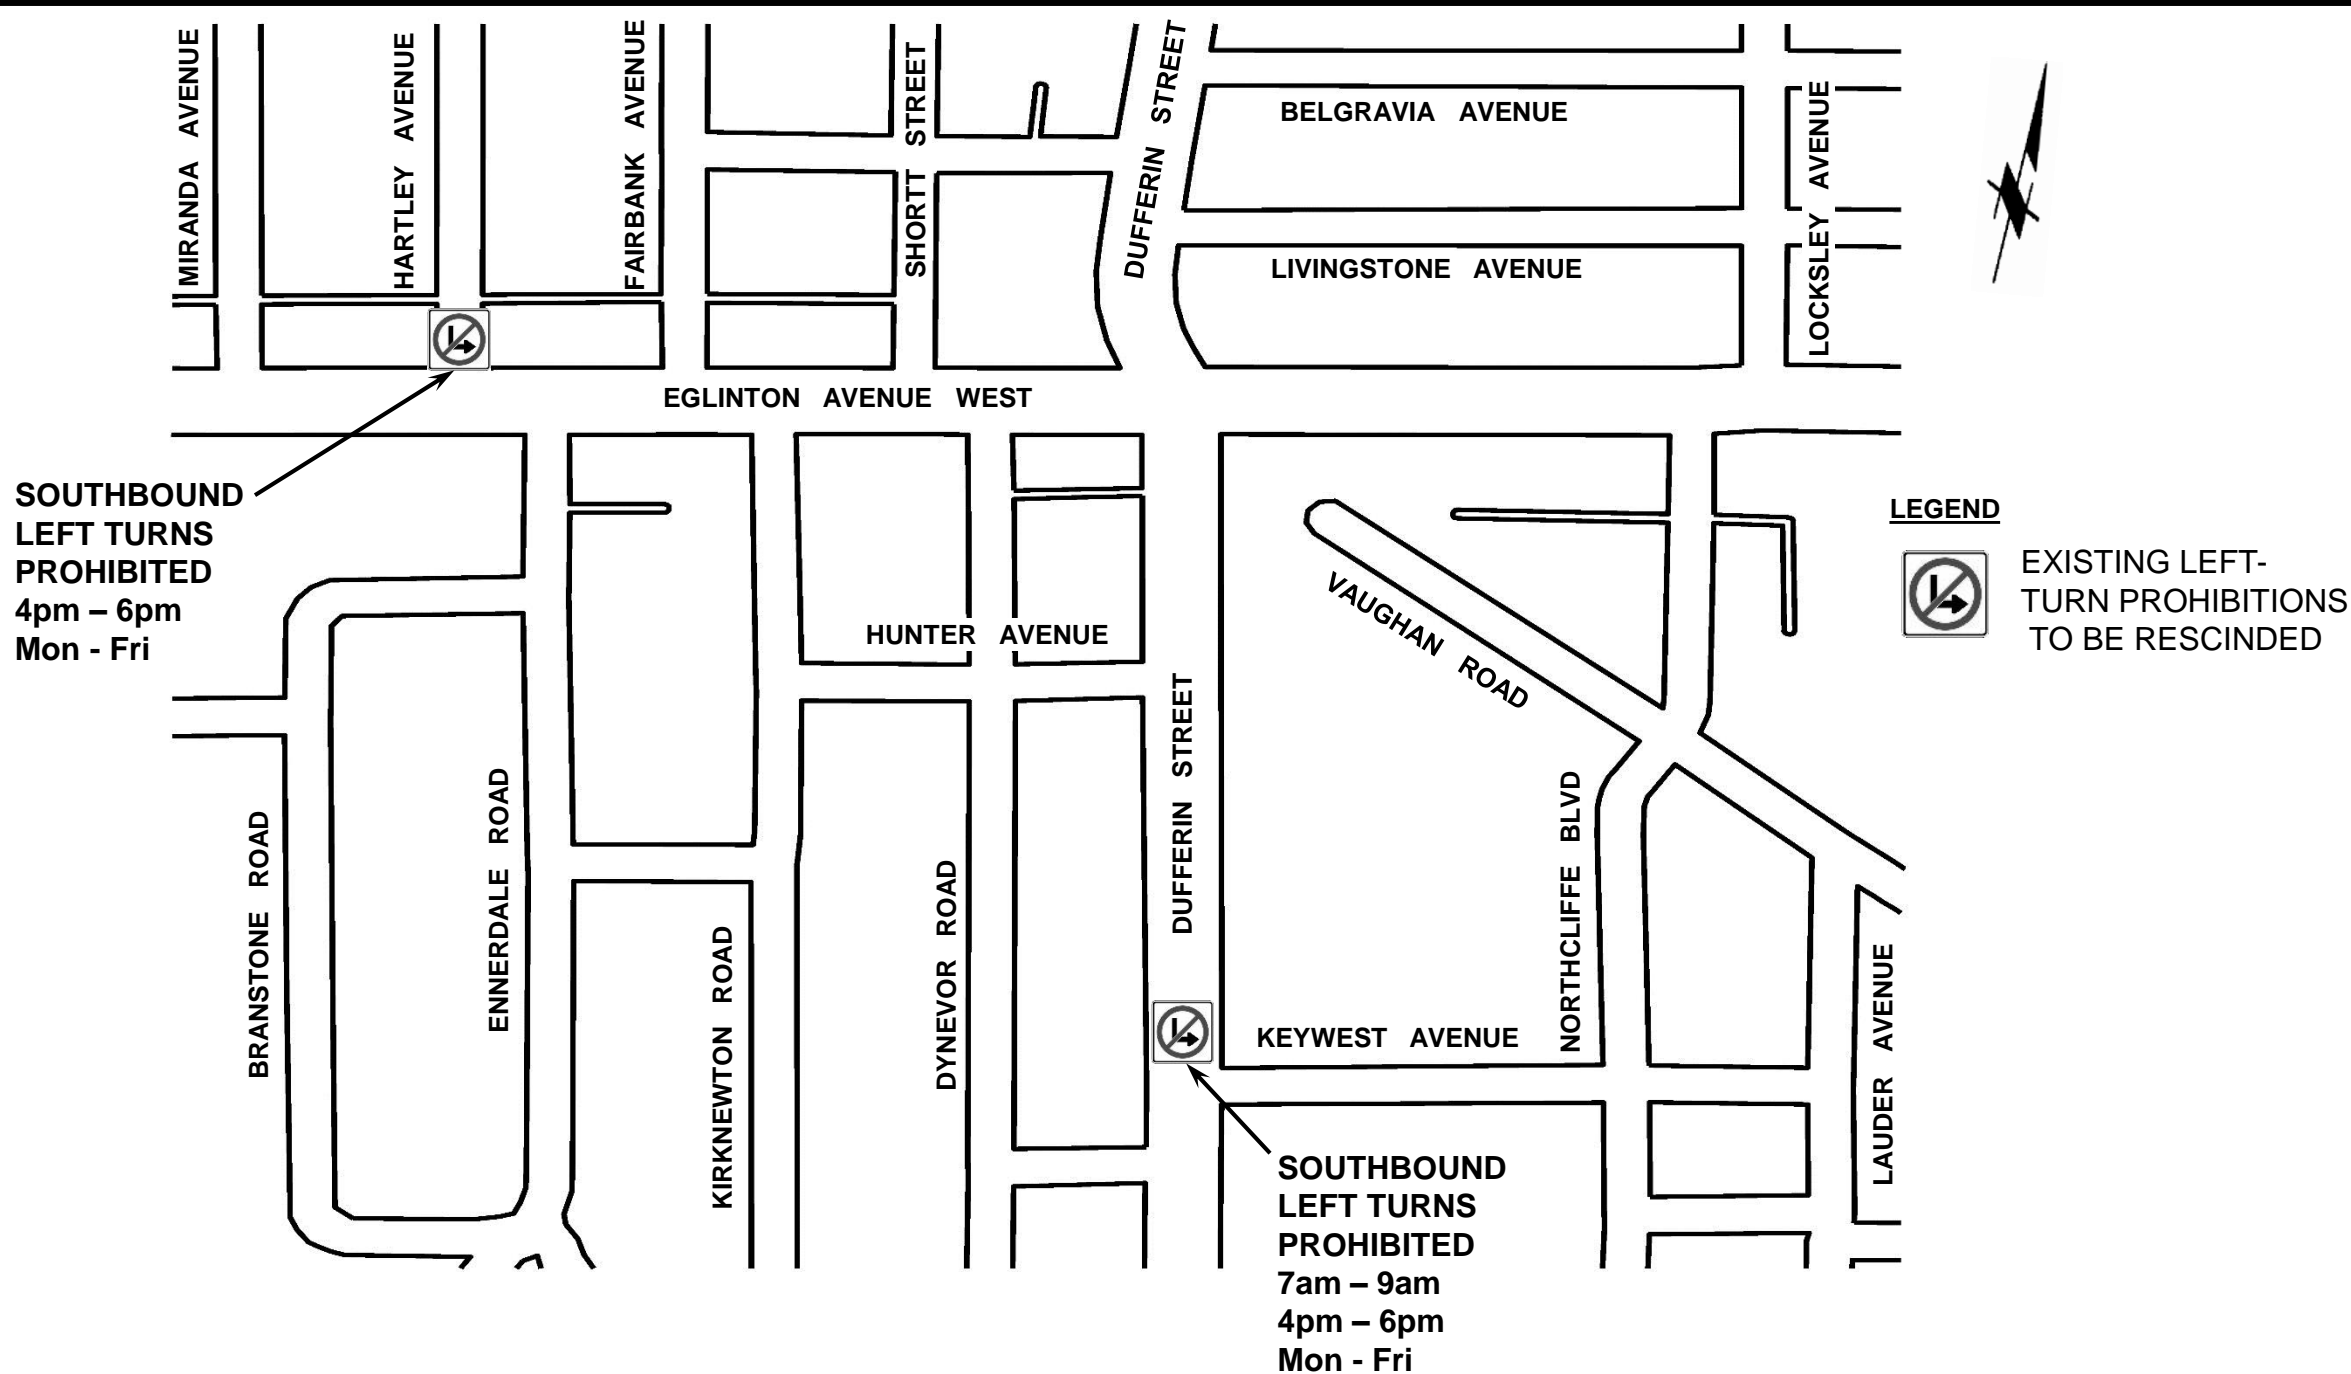 MIRANDA AVENUE
HARTLEY AVENUE
FAIRBANK AVENUE
SHORTT STREET
DUFFERIN STREET
BELGRAVIA AVENUE
LIVINGSTONE AVENUE
LOCKSLEY AVENUE
EGLINTON AVENUE WEST
SOUTHBOUND
LEFT TURNS
PROHIBITED
4pm – 6pm
Mon - Fri
LEGEND
EXISTING LEFT-
TURN PROHIBITIONS
TO BE RESCINDED
HUNTER AVENUE
VAUGHAN ROAD
BRANSTONE ROAD
ENNERDALE ROAD
KIRKNEWTON ROAD
DYNEVOR ROAD
DUFFERIN STREET
NORTHCLIFFE BLVD
KEYWEST AVENUE
LAUDER AVENUE
SOUTHBOUND
LEFT TURNS
PROHIBITED
7am – 9am
4pm – 6pm
Mon - Fri